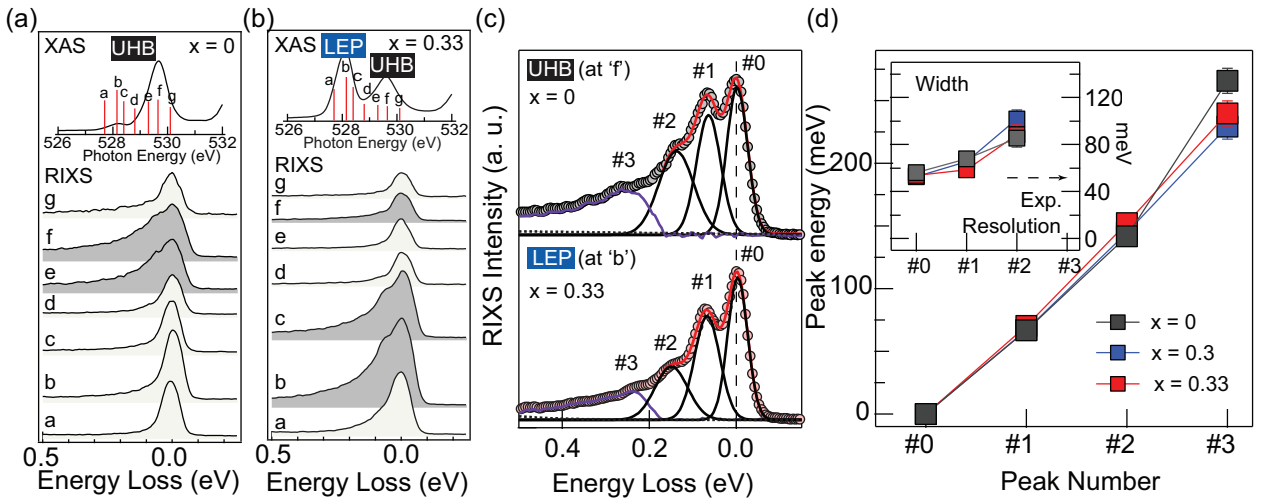 (a)
XAS
UHB
x = 0
a
b
c
d
e
f
g
526
528
530
532
Photon Energy (eV)
RIXS
g
f
e
d
c
b
a
0.5
0.0
Energy Loss (eV)
(b)
XAS
x = 0.33
LEP
UHB
a
b
c
d
e
f
g
526
528
530
532
Photon Energy (eV)
RIXS
g
f
e
d
c
b
a
0.5
0.0
Energy Loss (eV)
(c)
RIXS Intensity (a. u.)
UHB (at ‘f’)
x = 0
#3
#2
#1
#0
LEP (at ‘b’)
x = 0.33
#3
#2
#1
#0
0.4
0.2
0.0
Energy Loss (eV)
(d)
Peak energy (meV)
200
100
0
Width
120
80
40
0
meV
Exp.
Resolution
#0
#1
#2
#3
x = 0
x = 0.3
x = 0.33
#0
#1
#2
#3
Peak Number